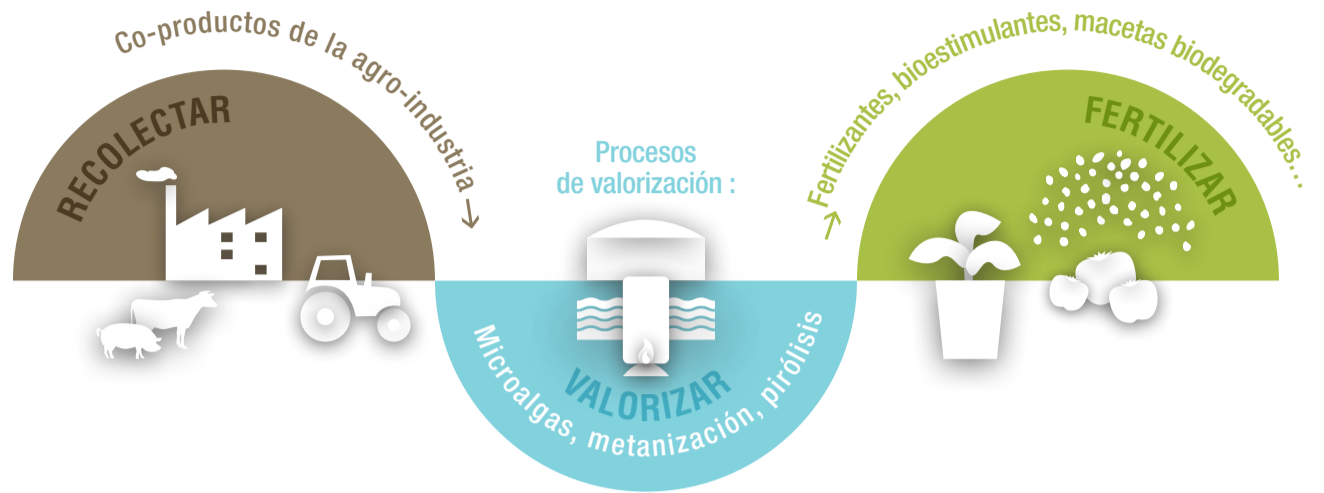 Co-productos de la agro-industria →
RECOLECTAR
Procesos
de valorización :
VALORIZAR
Microalgas, metanización, pirólisis
→ Fertilizantes, bioestimulantes, macetas biodegradables...
FERTILIZAR